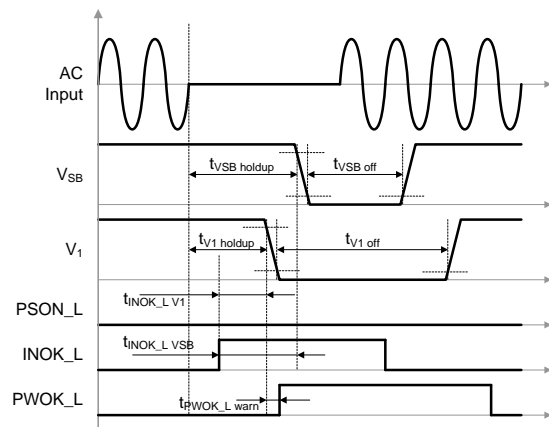 AC
Input
VSB
tVSB holdup
tVSB off
V1
tV1 holdup
tV1 off
PSON_L
tINOK_L V1
INOK_L
tINOK_L VSB
PWOK_L
tPWOK_L warn